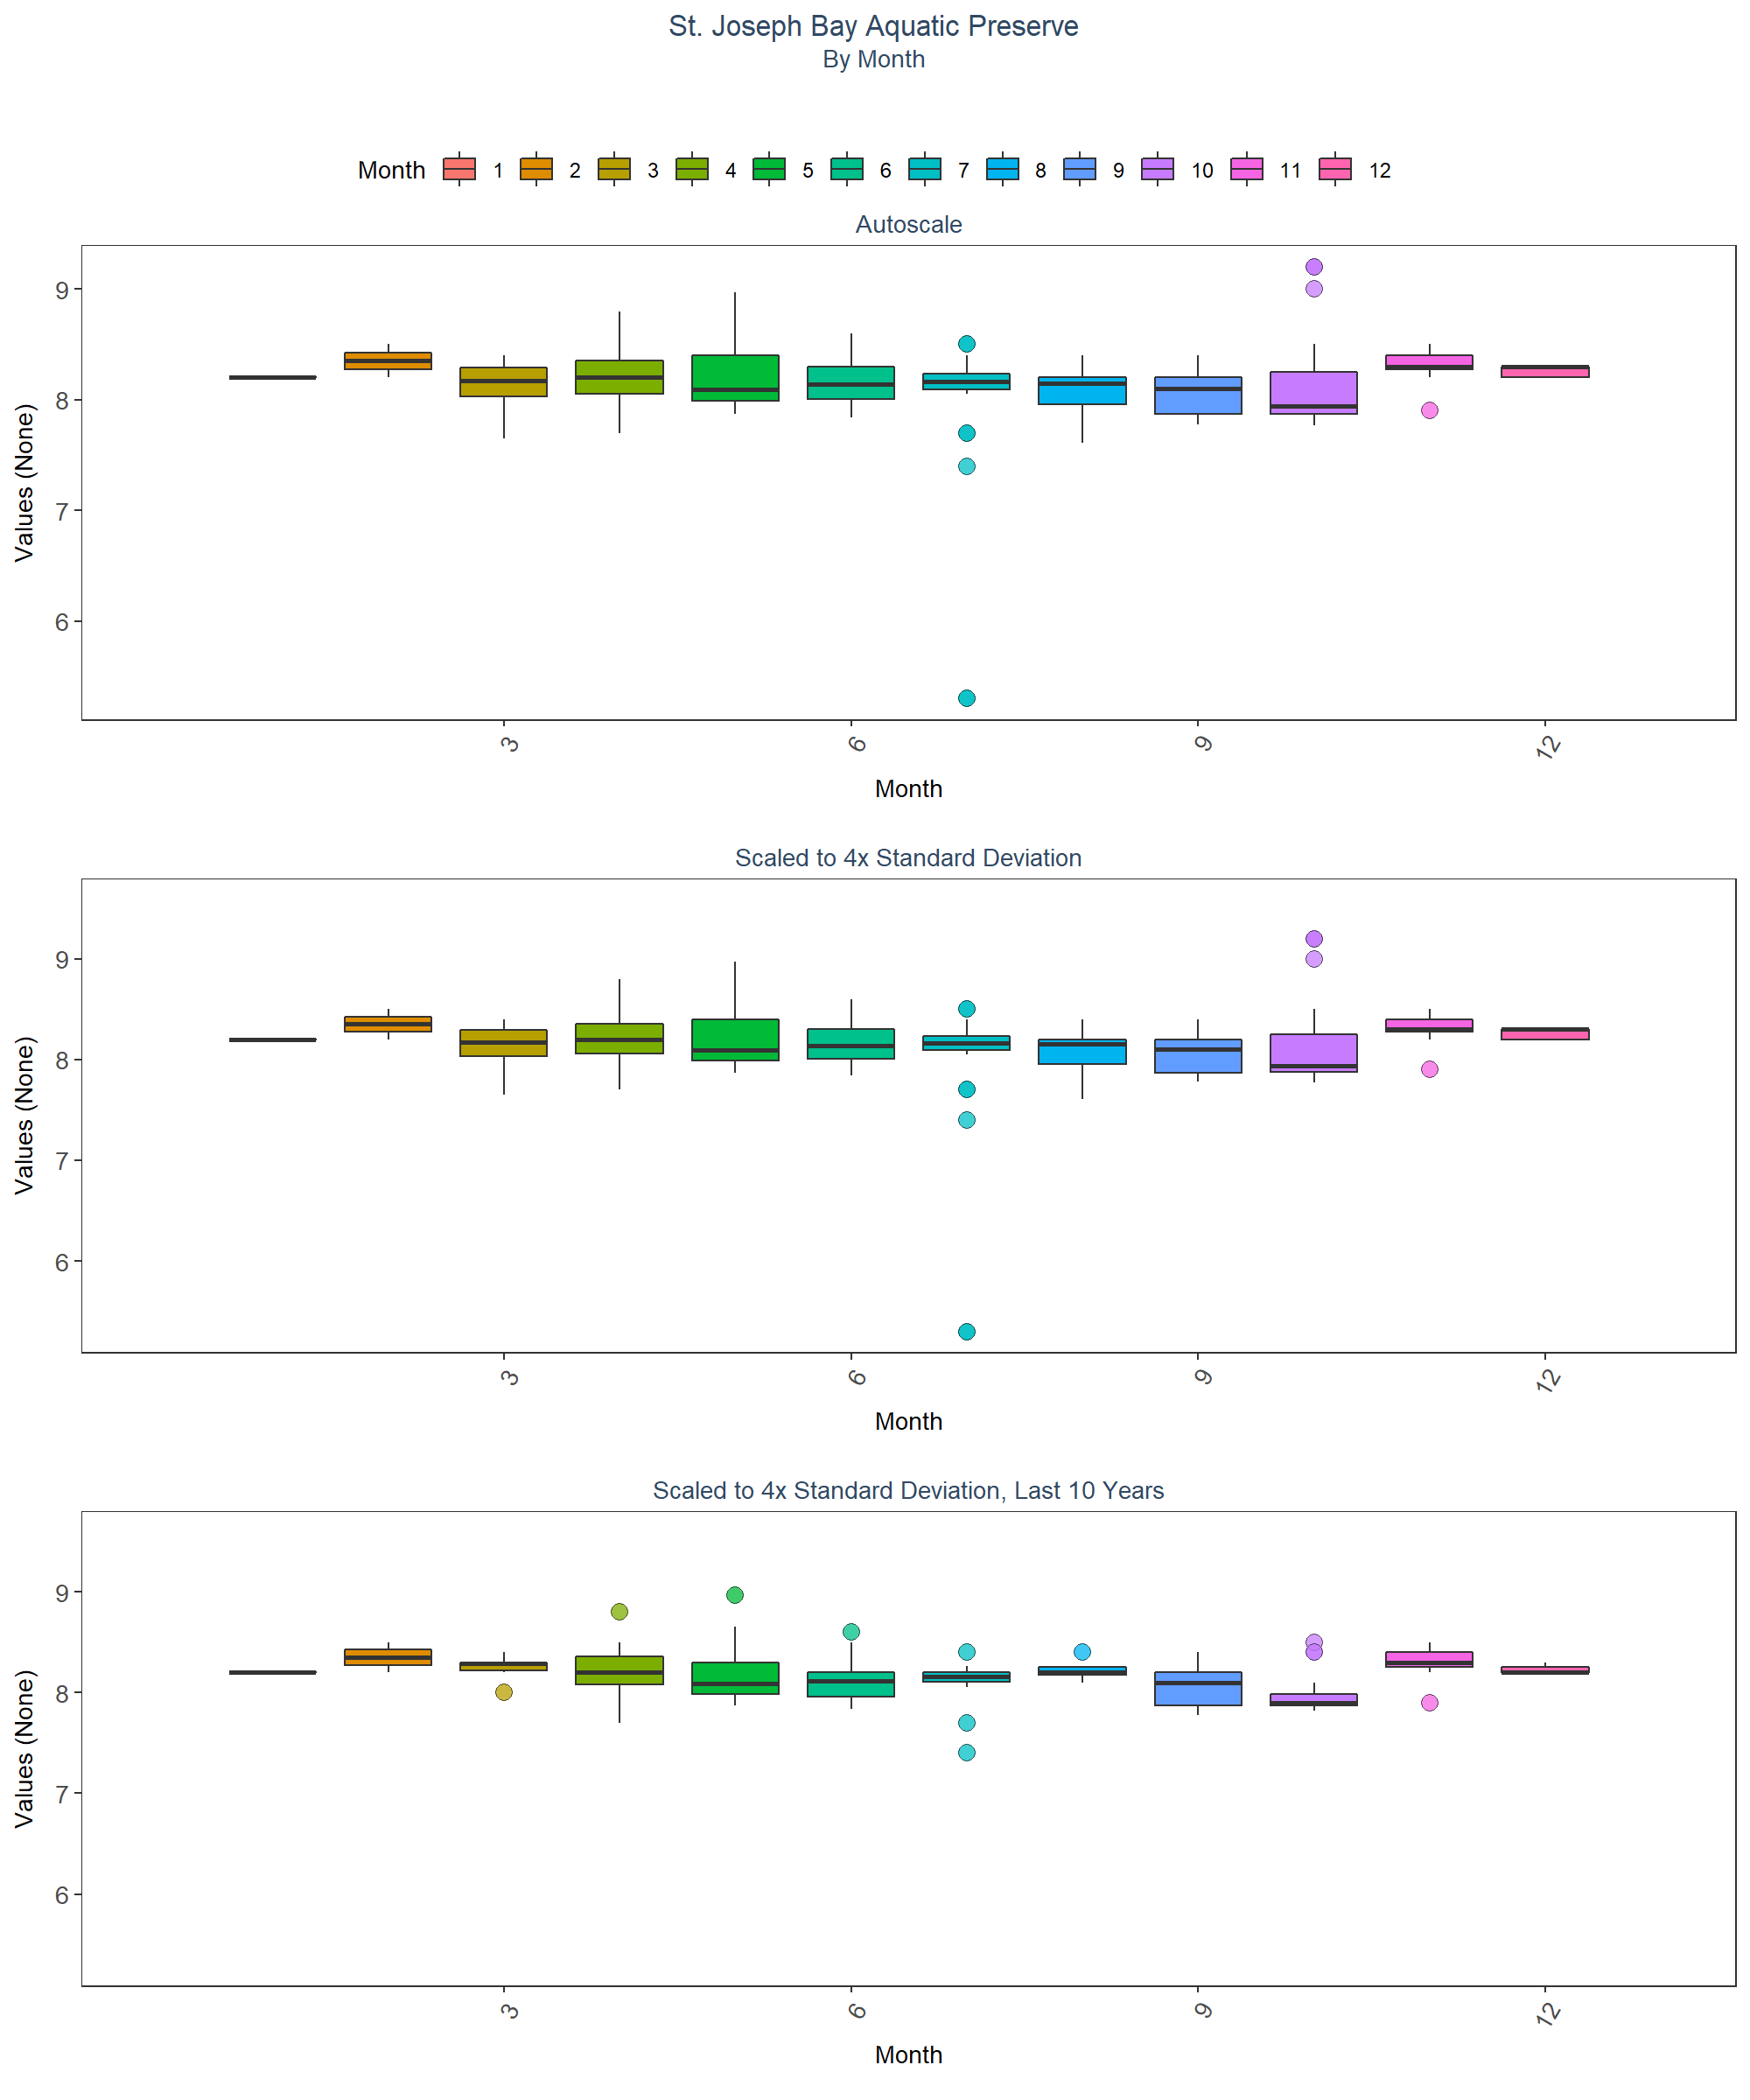 St. Joseph Bay Aquatic Preserve
By Month
Month 1 2 3 4 5 6 7 8 9 10 11 12
Autoscale
Values (None)
9
8
7
6
3 6 9 12
Month
Scaled to 4x Standard Deviation
Values (None)
9
8
7
6
3 6 9 12
Month
Scaled to 4x Standard Deviation, Last 10 Years
Values (None)
9
8
7
6
3 6 9 12
Month